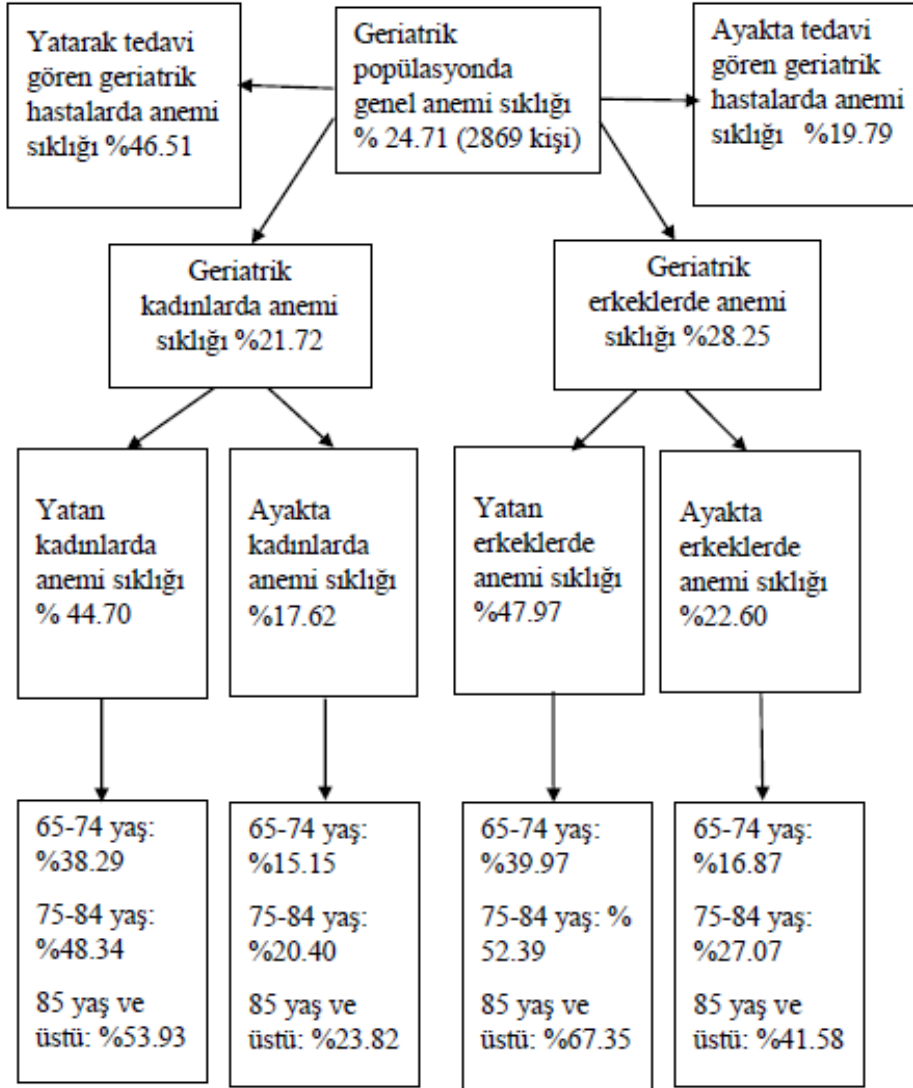 Yatarak tedavi
gören geriatrik
hastalarda anemi
sıklığı %46.51
Geriatrik
popülasyonda
genel anemi sıklığı
% 24.71 (2869 kişi)
Ayakta tedavi
gören geriatrik
hastalarda anemi
sıklığı %19.79
Geriatrik
kadınlarda anemi
sıklığı %21.72
Geriatrik
erkeklerde anemi
sıklığı %28.25
Yatan
kadınlarda
anemi sıklığı
% 44.70
Ayakta
kadınlarda
anemi sıklığı
%17.62
Yatan
erkeklerde
anemi sıklığı
%47.97
Ayakta
erkeklerde
anemi sıklığı
%22.60
65-74 yaş:
%38.29
75-84 yaş:
%48.34
85 yaş ve
üstü: %53.93
65-74 yaş:
%15.15
75-84 yaş:
%20.40
85 yaş ve
üstü: %23.82
65-74 yaş:
%39.97
75-84 yaş: %
52.39
85 yaş ve
üstü: %67.35
65-74 yaş:
%16.87
75-84 yaş:
%27.07
85 yaş ve
üstü: %41.58